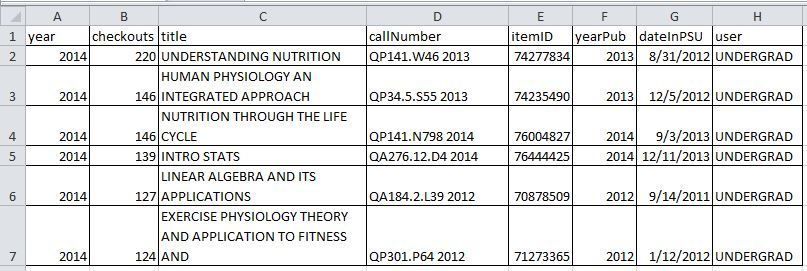 A B C D E F G H
1 year checkouts title callNumber itemID yearPub dateInPSU user
2 2014 220 UNDERSTANDING NUTRITION QP141.W46 2013 74277834 2013 8/31/2012 UNDERGRAD
HUMAN PHYSIOLOGY AN
3 2014 146 INTEGRATED APPROACH QP34.5.S55 2013 74235490 2013 12/5/2012 UNDERGRAD
NUTRITION THROUGH THE LIFE
4 2014 146 CYCLE QP141.N798 2014 76004827 2014 9/3/2013 UNDERGRAD
5 2014 139 INTRO STATS QA276.12.D4 2014 76444425 2014 12/11/2013 UNDERGRAD
LINEAR ALGEBRA AND ITS
6 2014 127 APPLICATIONS QA184.2.L39 2012 70878509 2012 9/14/2011 UNDERGRAD
EXERCISE PHYSIOLOGY THEORY
AND APPLICATION TO FITNESS
7 2014 124 AND QP301.P64 2012 71273365 2012 1/12/2012 UNDERGRAD